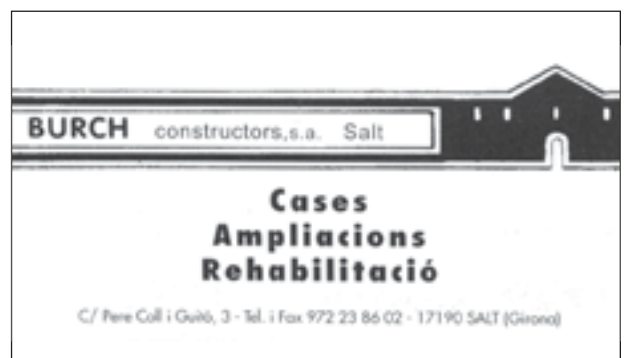 BURCH constructors,s.a. Salt
Cases
Ampliacions
Rehabilitació
C/ Pere Coll i Guitó, 3 - Tel. i Fax 972 23 86 02 - 17190 SALT (Girona)